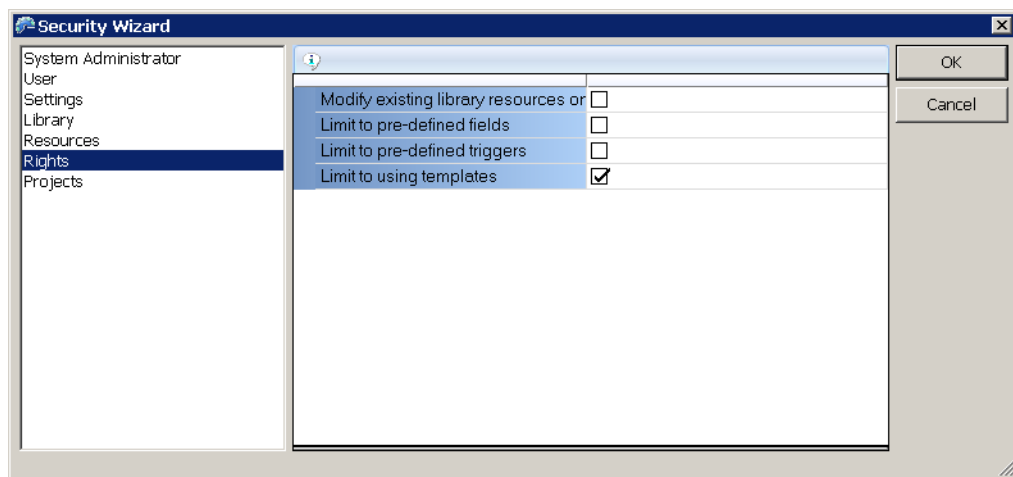 Security Wizard
System Administrator
User
Settings
Library
Resources
Rights
Projects
Modify existing library resources or
Limit to pre-defined fields
Limit to pre-defined triggers
Limit to using templates
OK
Cancel